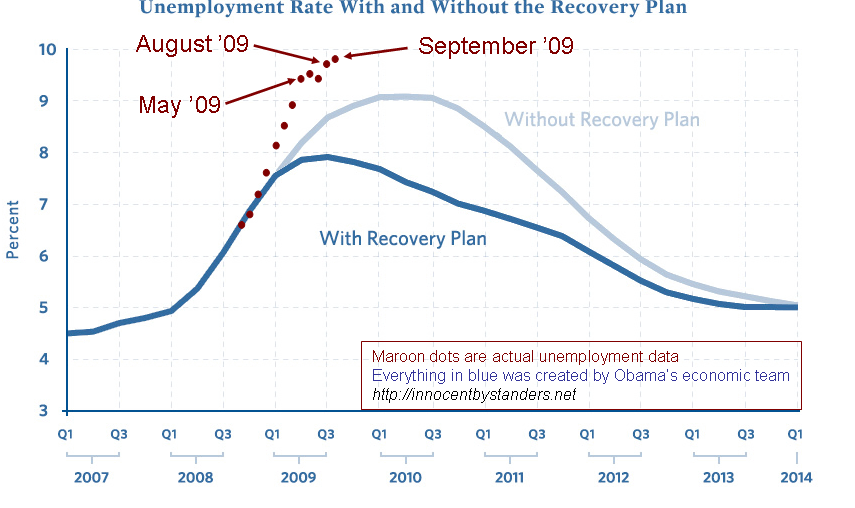 Unemployment Rate With and Without the Recovery Plan
August ’09
September ’09
May ’09
Without Recovery Plan
With Recovery Plan
Percent
10
9
8
7
6
5
4
3
Maroon dots are actual unemployment data
Everything in blue was created by Obama’s economic team
http://innocentbystanders.net
Q1 Q3 Q1 Q3 Q1 Q3 Q1 Q3 Q1 Q3 Q1 Q3 Q1 Q3 Q1
2007 2008 2009 2010 2011 2012 2013 2014